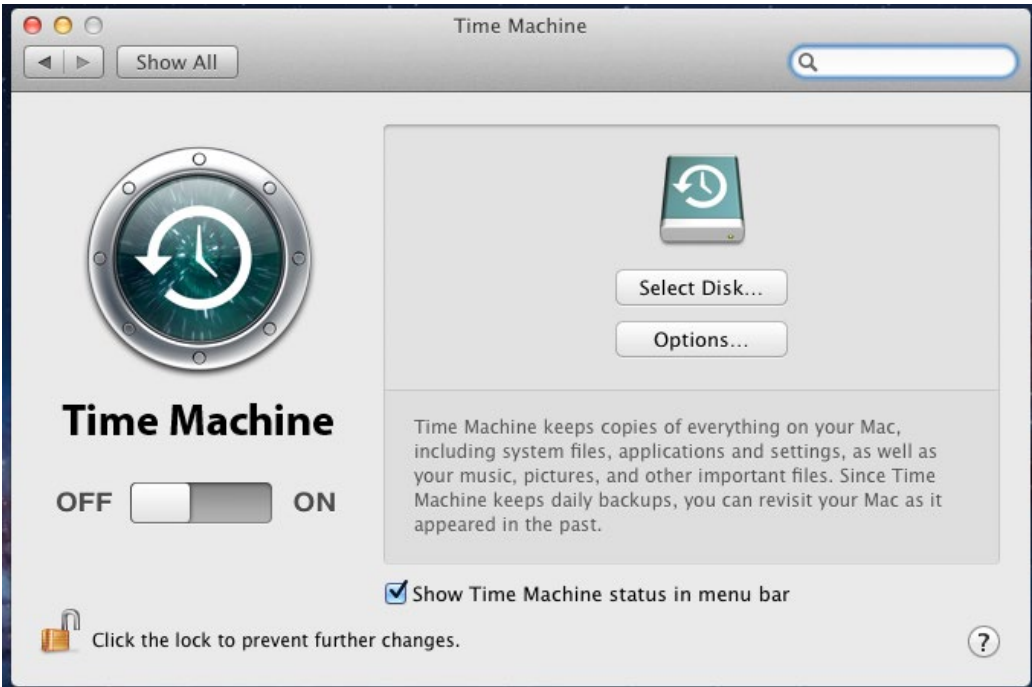 Time Machine
Show All
Select Disk...
Options...
Time Machine
Time Machine keeps copies of everything on your Mac,
including system files, applications and settings, as well as
your music, pictures, and other important files. Since Time
Machine keeps daily backups, you can revisit your Mac as it
appeared in the past.
OFF ON
Show Time Machine status in menu bar
Click the lock to prevent further changes.
?